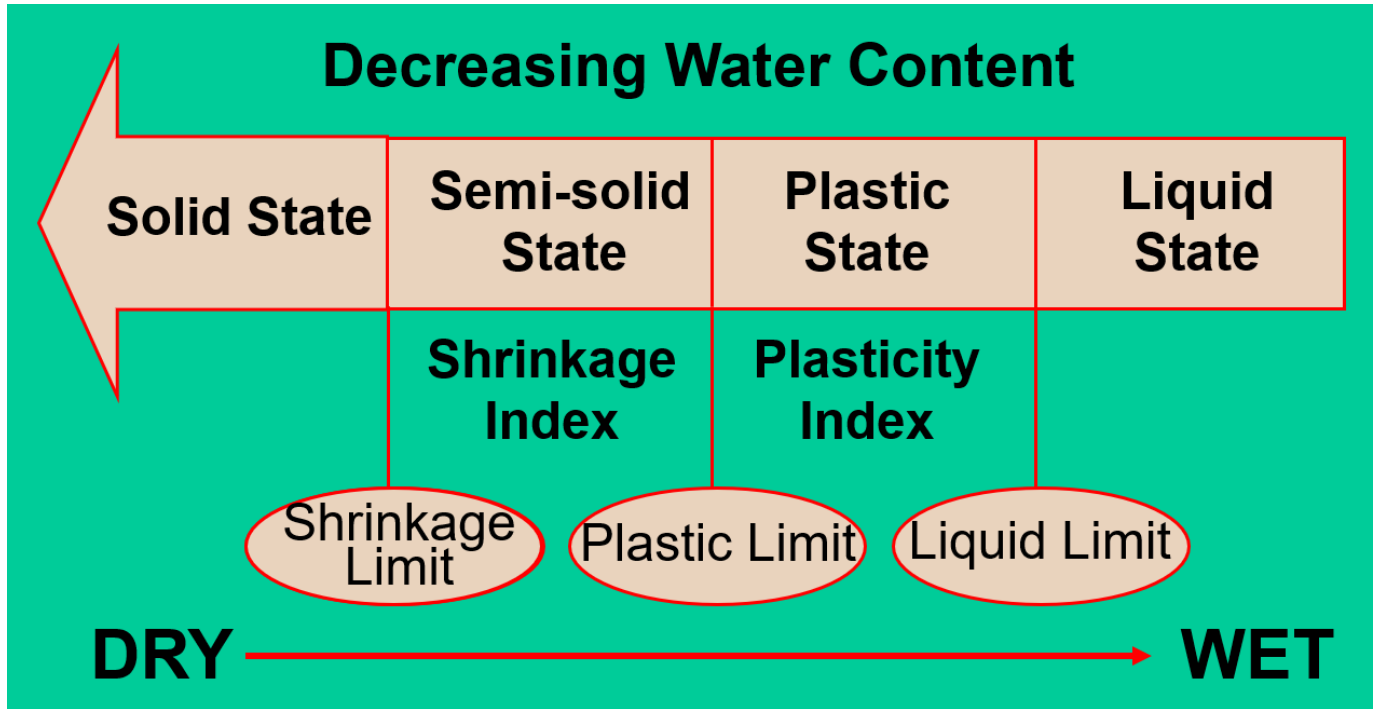 Decreasing Water Content
Solid State
Semi-solid
State
Plastic
State
Liquid
State
Shrinkage
Index
Plasticity
Index
Shrinkage
Limit
Plastic Limit
Liquid Limit
DRY
WET